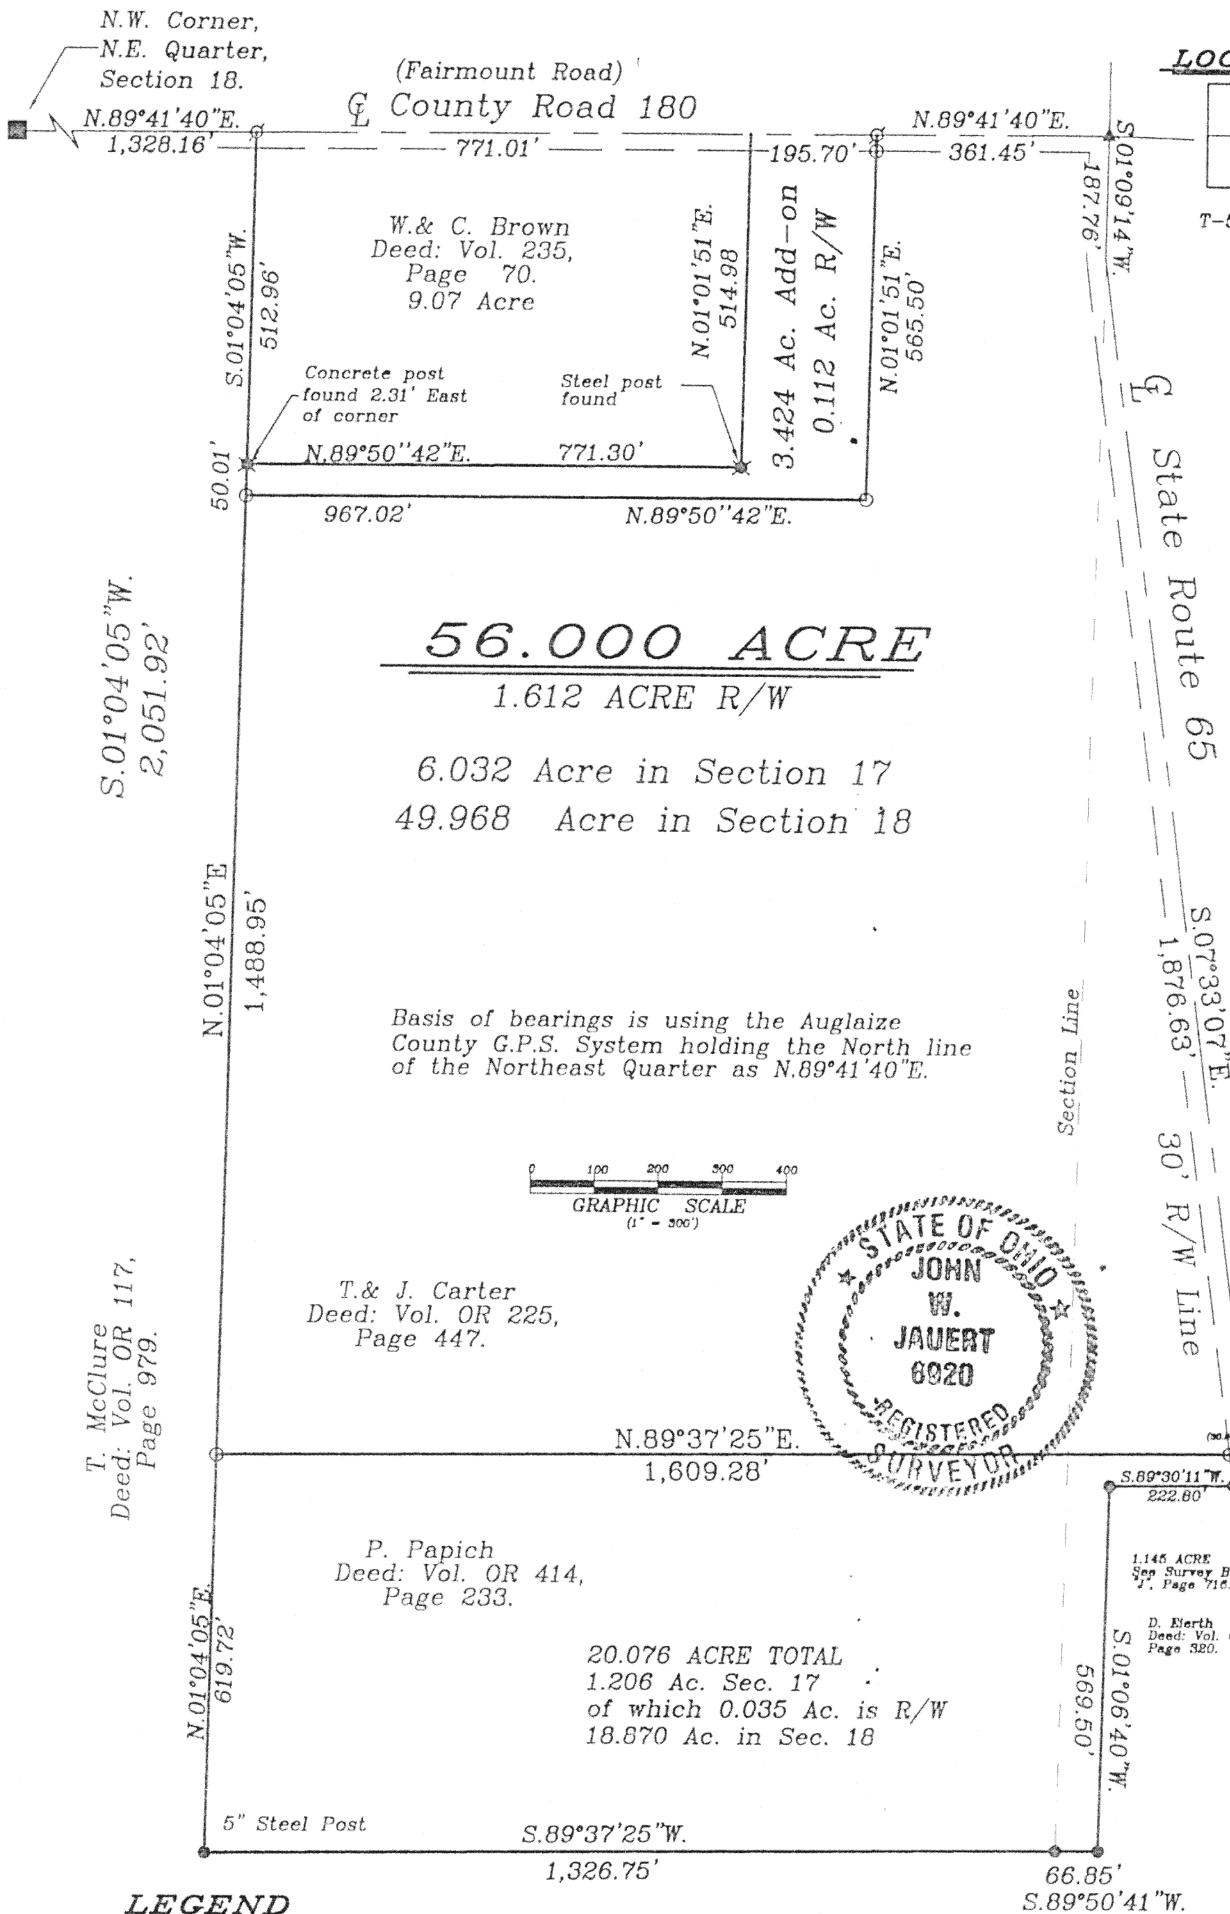 N.W. Corner,
N.E. Quarter,
Section 18.
(Fairmount Road)
℄ County Road 180
N.89°41'40"E.
1,328.16'
771.01'
195.70'
N.89°41'40"E.
361.45'
S.01°09'14"W.
187.76'
T-5
W.& C. Brown
Deed: Vol. 235,
Page 70.
9.07 Acre
S.01°04'05"W.
512.96'
N.01°01'51"E.
514.98
3.424 Ac. Add-on
0.112 Ac. R/W
N.01°01'51"E.
565.50'
Concrete post
found 2.31' East
of corner
Steel post
found
N.89°50''42"E.
771.30'
50.01'
967.02'
N.89°50''42"E.
℄ State Route 65
S.01°04'05"W.
2,051.92'
56.000 ACRE
1.612 ACRE R/W
6.032 Acre in Section 17
49.968 Acre in Section 18
N.01°04'05"E
1,488.95'
S.07°33'07"E.
1,876.63'
30' R/W Line
Section Line
Basis of bearings is using the Auglaize
County G.P.S. System holding the North line
of the Northeast Quarter as N.89°41'40"E.
0 100 200 300 400
GRAPHIC SCALE
(1" = 300')
STATE OF OHIO
JOHN
W.
JAUERT
6920
REGISTERED
SURVEYOR
T.& J. Carter
Deed: Vol. OR 225,
Page 447.
T. McClure
Deed: Vol. OR 117,
Page 979.
N.89°37'25"E.
1,609.28'
S.89°30'11"W.
222.80'
P. Papich
Deed: Vol. OR 414,
Page 233.
1.145 ACRE
See Survey B
"J", Page 716.
D. Elerth
Deed: Vol.
Page 320.
N.01°04'05"E.
619.72'
20.076 ACRE TOTAL
1.206 Ac. Sec. 17
of which 0.035 Ac. is R/W
18.870 Ac. in Sec. 18
S.01°06'40"W.
569.50'
5" Steel Post
S.89°37'25"W.
1,326.75'
66.85'
S.89°50'41"W.
LEGEND